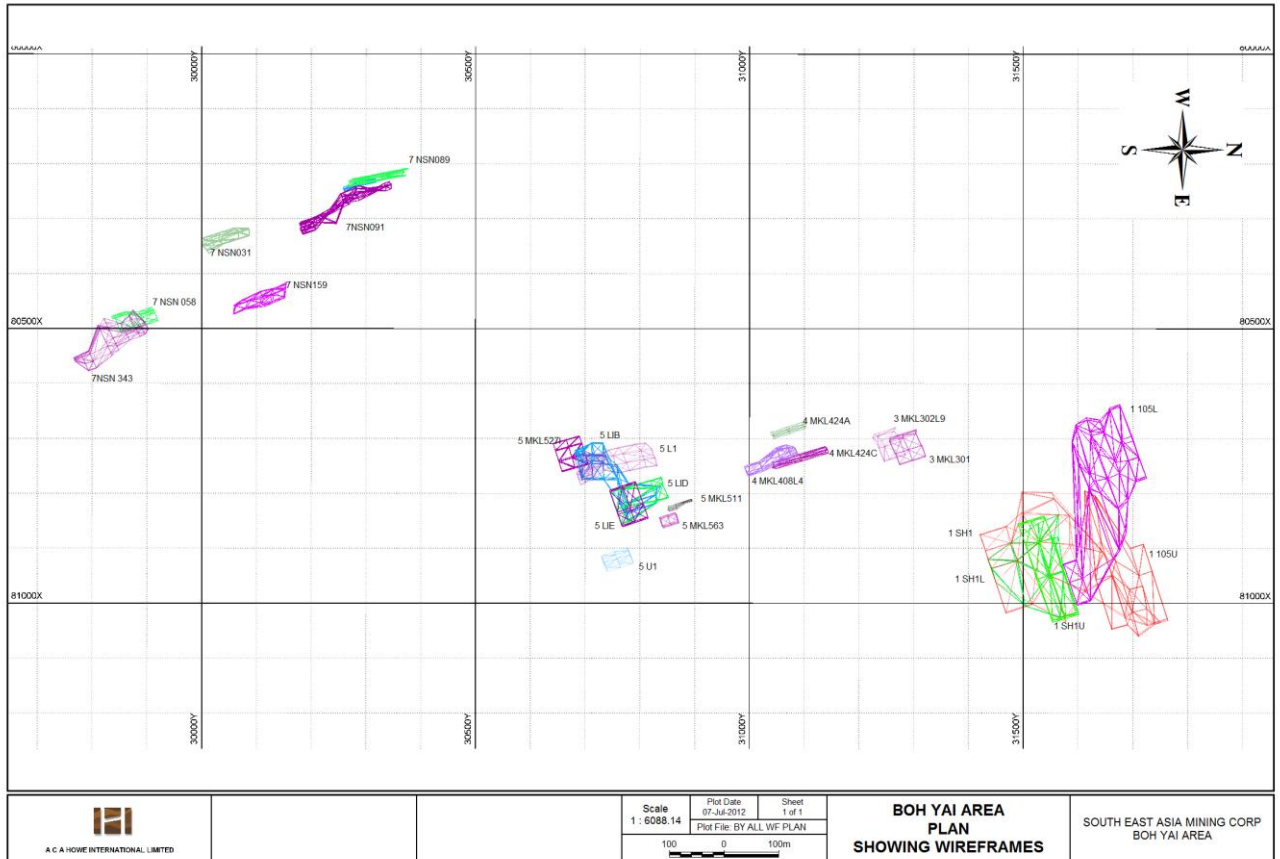 80000X
80000X
30000Y
30500Y
31000Y
31500Y
W
S
N
E
7 NSN089
7NSN091
7 NSN031
7 NSN159
7 NSN 058
7NSN 343
80500X
80500X
1 105L
3 MKL302L9
4 MKL424A
5 LIB
5 L1
4 MKL424C
3 MKL301
4 MKL408L4
5 LID
5 MKL511
5 LIE
5 MKL563
1 SH1
1 105U
5 U1
1 SH1L
81000X
81000X
1 SH1U
30000Y
30500Y
31000Y
31500Y
A C A HOWE INTERNATIONAL LIMITED
Scale
1 : 6088.14
Plot Date
07-Jul-2012
Sheet
1 of 1
Plot File: BY ALL WF PLAN
100 0 100m
BOH YAI AREA
PLAN
SHOWING WIREFRAMES
SOUTH EAST ASIA MINING CORP
BOH YAI AREA